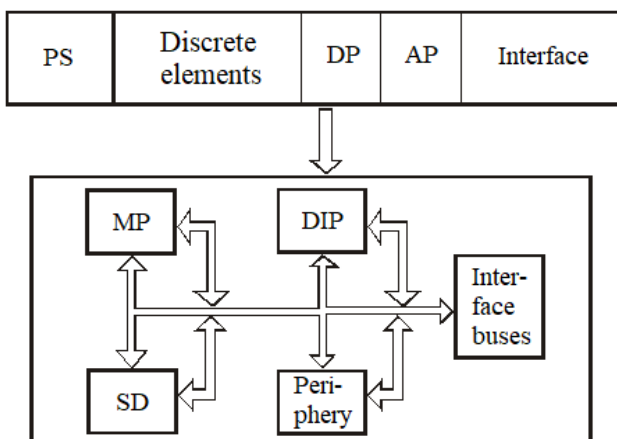 PS
Discrete
elements
DP
AP
Interface
MP
DIP
Inter-
face
buses
SD
Peri-
phery